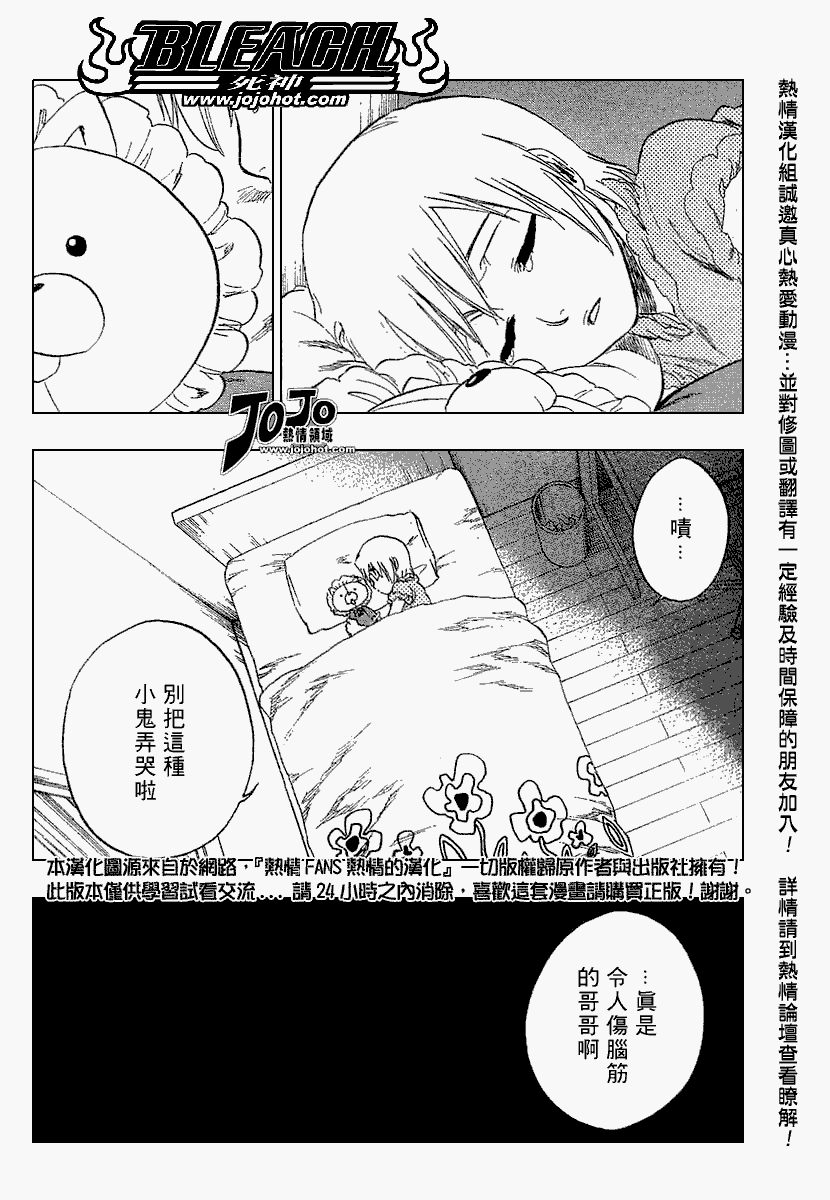 BLEACH
死神
www.jojohot.com
熱情漢化組誠邀真心熱愛動漫…並對修圖或翻譯有一定經驗及時間保障的朋友加入！ 詳情請到熱情論壇查看瞭解！
JOJO
熱情領域
www.jojohot.com
…嘖…
別把這種
小鬼弄哭啦
本漢化圖源來自於網路，『熱情 FANS 熱情的漢化』一切版權歸原作者與出版社擁有！
此版本僅供學習試看交流... 請 24 小時之內消除，喜歡這套漫畫請購買正版！謝謝。
…真是
令人傷腦筋
的哥哥啊